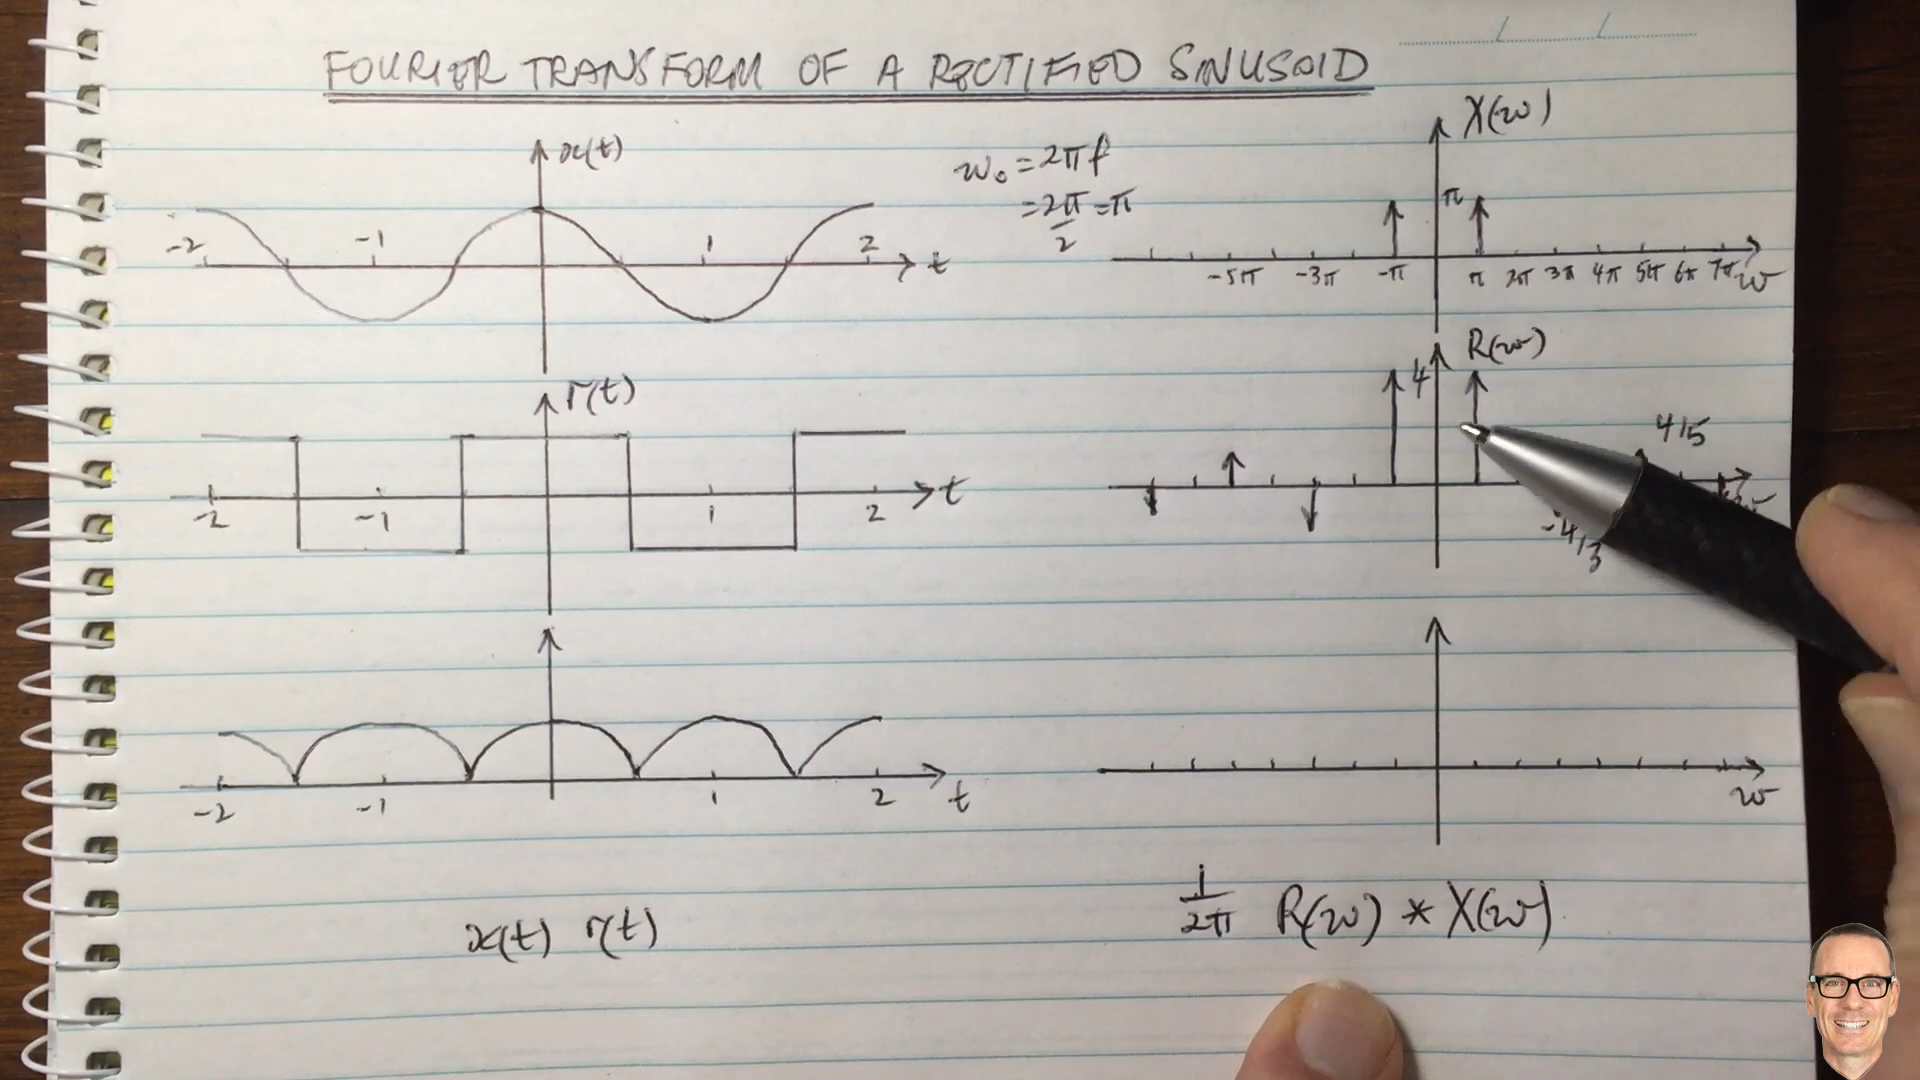 FOURIER TRANSFORM OF A RECTIFIED SINUSOID
x(t)
-2 -1 1 2 t
w₀ = 2πf
= 2π/2 = π
X(w)
π
-5π -3π -π π 2π 3π 4π 5π 6π 7π w
r(t)
-2 -1 1 2 t
R(w)
4
4/5
-4/3
-2 -1 1 2 t
w
x(t) r(t)
1/2π R(w) * X(w)